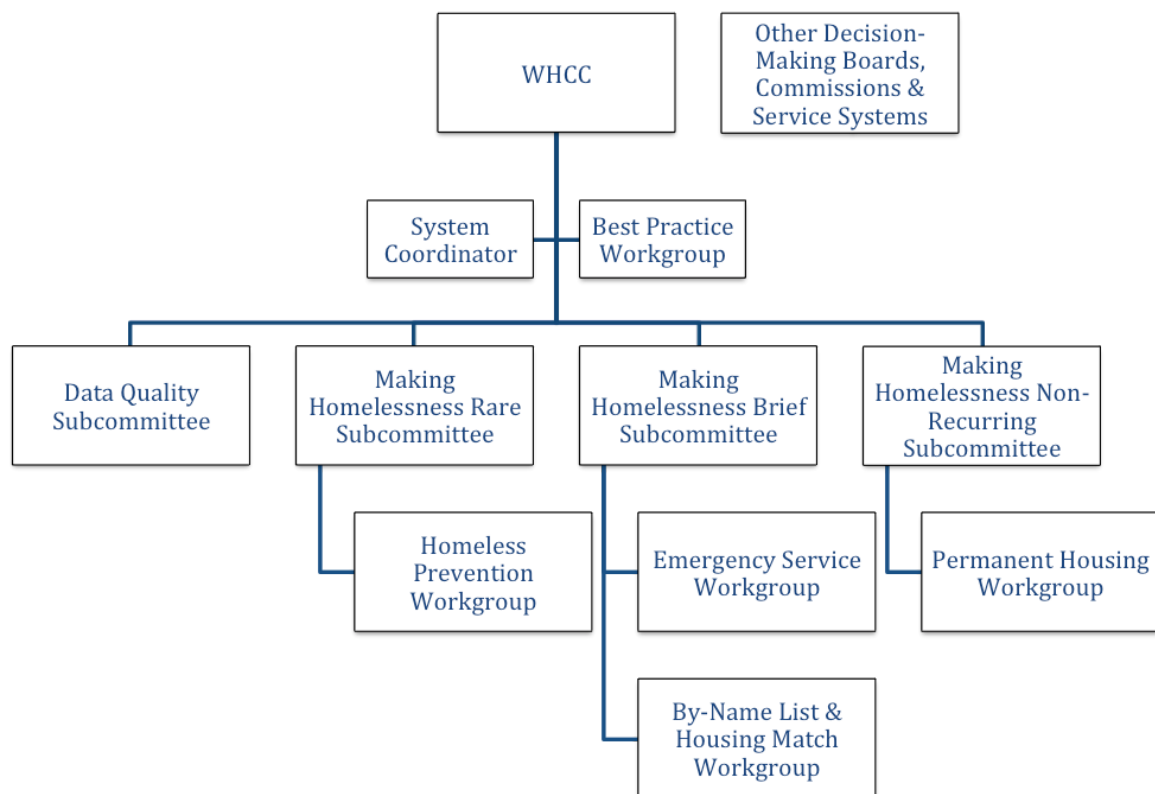 WHCC
Other Decision-
Making Boards,
Commissions &
Service Systems
System
Coordinator
Best Practice
Workgroup
Data Quality
Subcommittee
Making
Homelessness Rare
Subcommittee
Making
Homelessness Brief
Subcommittee
Making
Homelessness Non-
Recurring
Subcommittee
Homeless
Prevention
Workgroup
Emergency Service
Workgroup
Permanent Housing
Workgroup
By-Name List &
Housing Match
Workgroup